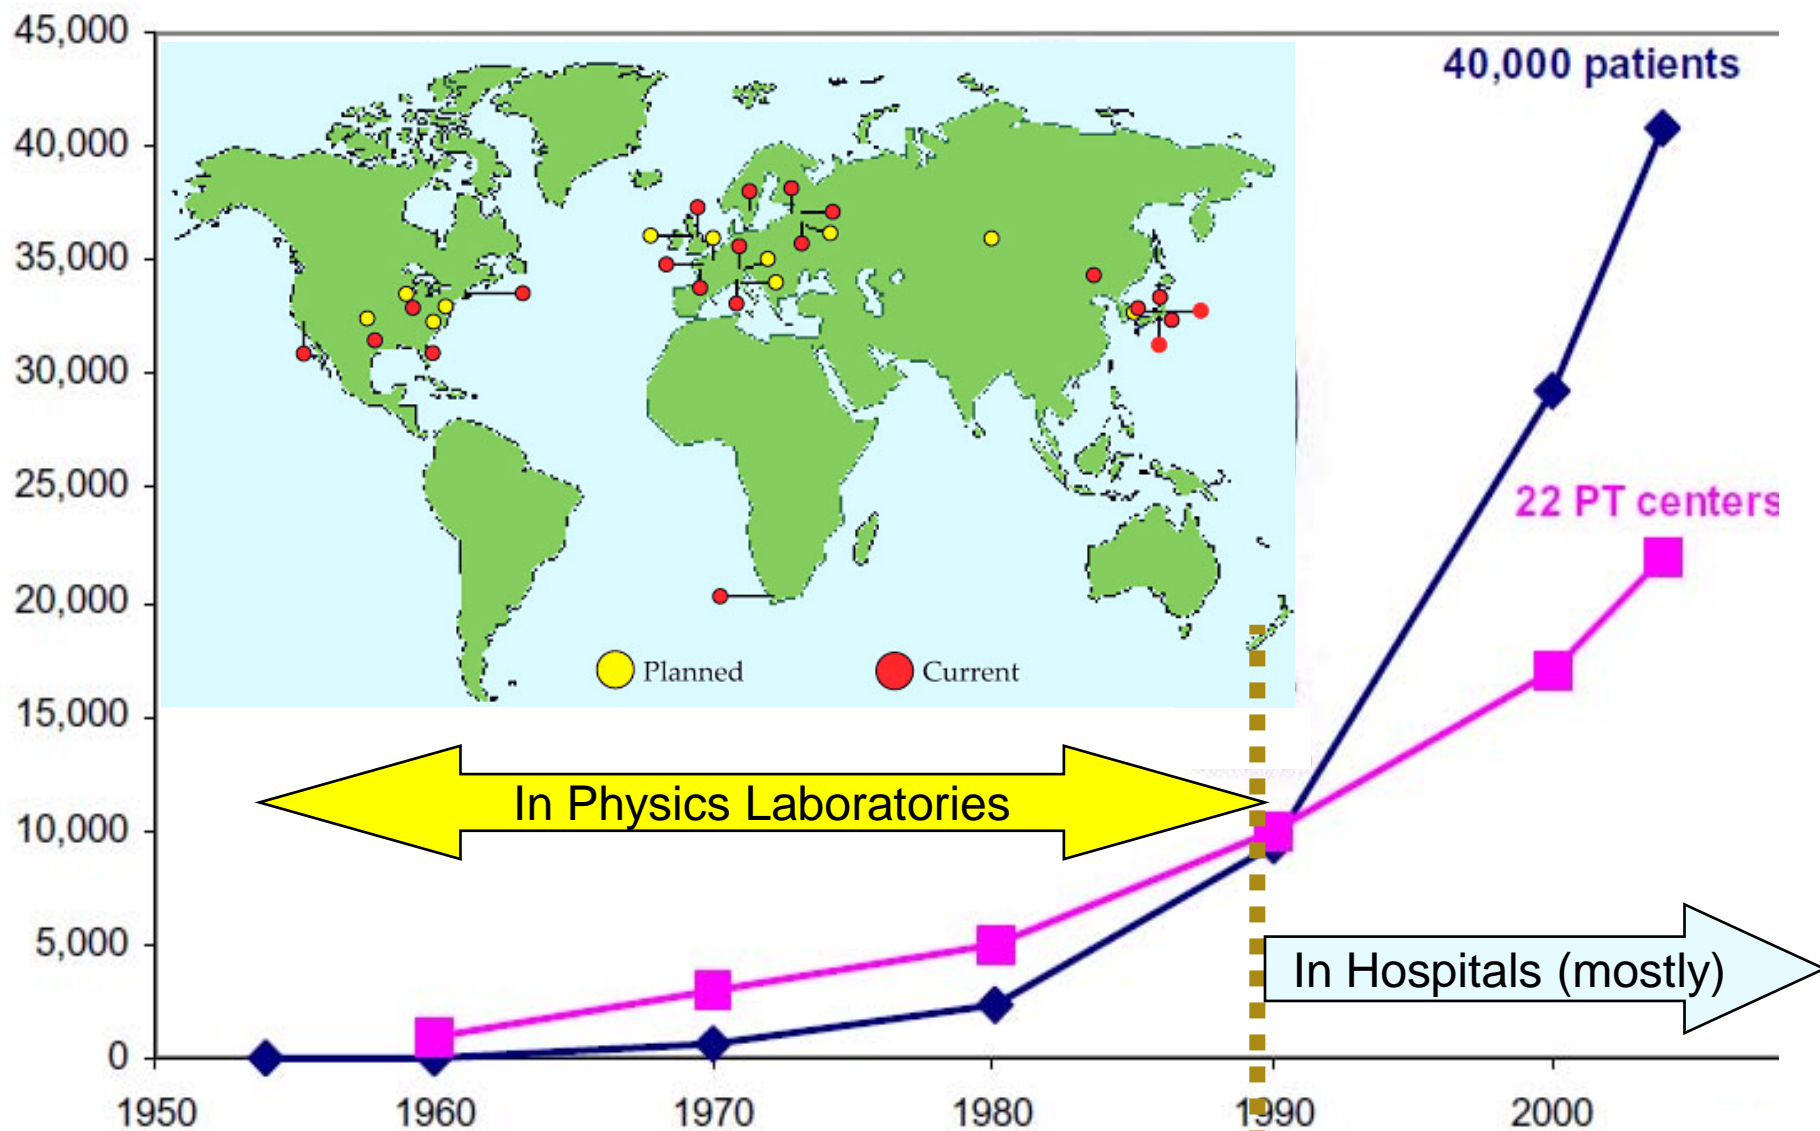 45,000
40,000 patients
40,000
35,000
30,000
25,000
22 PT centers
20,000
Planned
Current
15,000
In Physics Laboratories
10,000
5,000
In Hospitals (mostly)
0
1950 1960 1970 1980 1990 2000